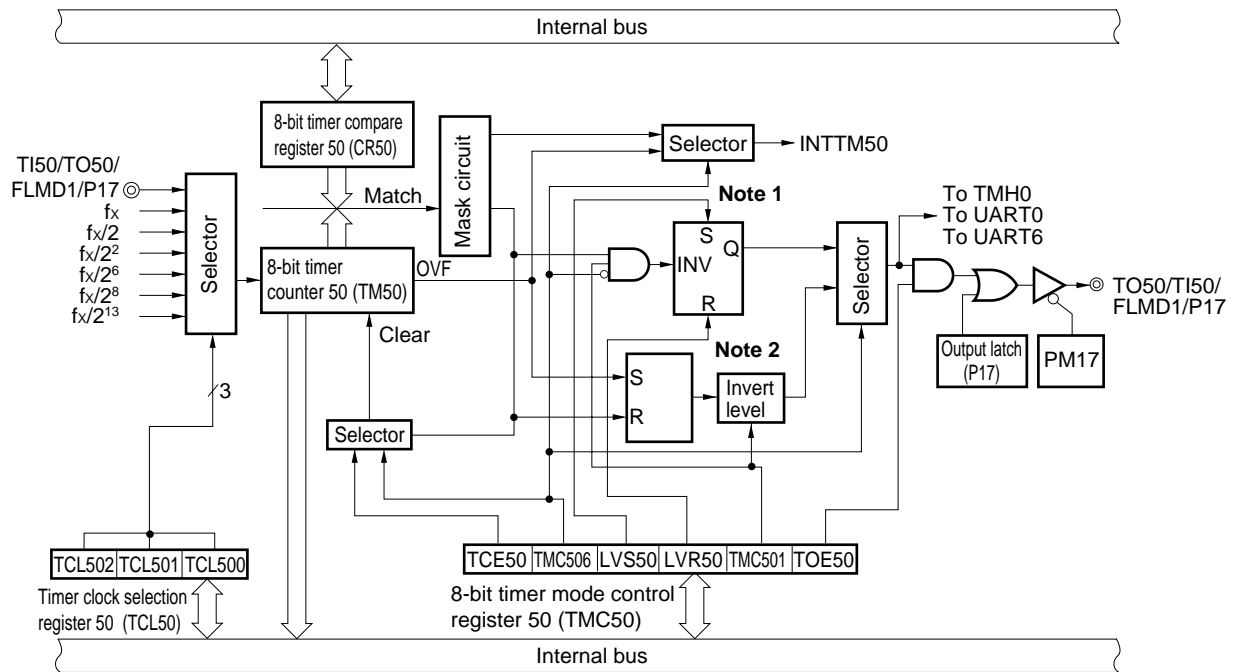 Internal bus
8-bit timer compare
register 50 (CR50)
Mask circuit
Selector
INTTM50
TI50/TO50/
FLMD1/P17
fX
fX/2
fX/2²
fX/2⁶
fX/2⁸
fX/2¹³
Selector
Match
Note 1
S
Q
INV
R
To TMH0
To UART0
To UART6
Selector
8-bit timer
counter 50 (TM50)
OVF
Clear
TO50/TI50/
FLMD1/P17
Note 2
Output latch
(P17)
PM17
S
R
Invert
level
3
Selector
TCL502 TCL501 TCL500
Timer clock selection
register 50 (TCL50)
TCE50 TMC506 LVS50 LVR50 TMC501 TOE50
8-bit timer mode control
register 50 (TMC50)
Internal bus